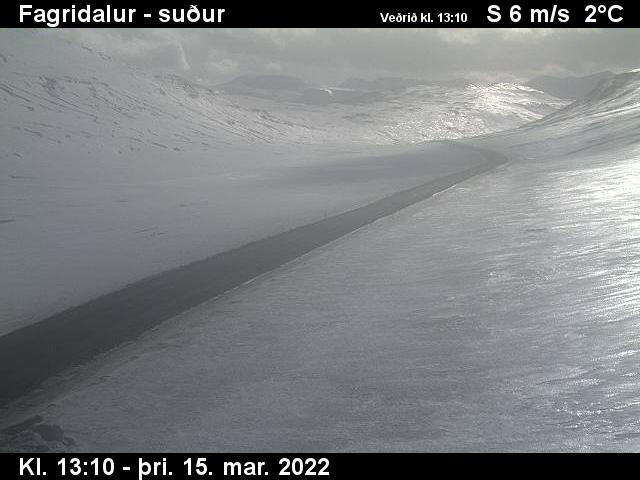 Fagridalur - suður Veðrið kl. 13:10 S 6 m/s 2°C
Kl. 13:10 - þri. 15. mar. 2022